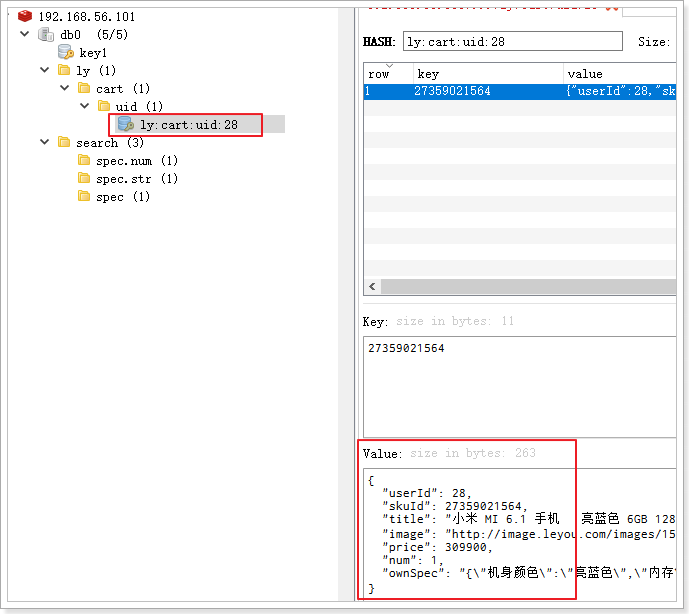 192.168.56.101
db0 (5/5)
key1
ly (1)
cart (1)
uid (1)
ly:cart:uid:28
search (3)
spec.num (1)
spec.str (1)
spec (1)
HASH: ly:cart:uid:28 Size:
row key value
1 27359021564 {"userId":28,"sk
Key: size in bytes: 11
27359021564
Value: size in bytes: 263
{
"userId": 28,
"skuId": 27359021564,
"title": "小米 MI 6.1 手机 亮蓝色 6GB 128
"image": "http://image.leyou.com/images/15
"price": 309900,
"num": 1,
"ownSpec": "{\"机身颜色\":\"亮蓝色\",\"内存
}